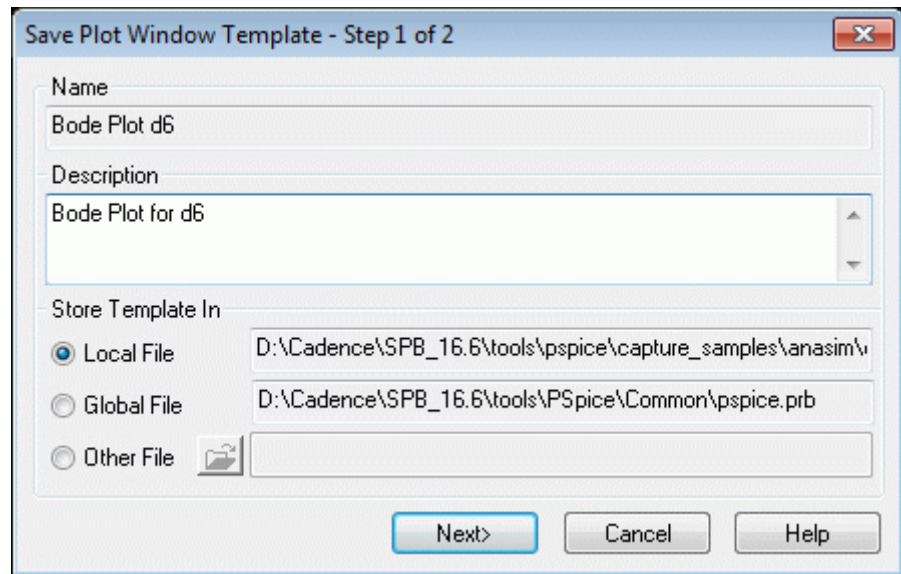 Save Plot Window Template - Step 1 of 2
Name
Bode Plot d6
Description
Bode Plot for d6
Store Template In
Local File D:\Cadence\SPB_16.6\tools\pspice\capture_samples\anasim\
Global File D:\Cadence\SPB_16.6\tools\PSpice\Common\pspice.prb
Other File
Next> Cancel Help